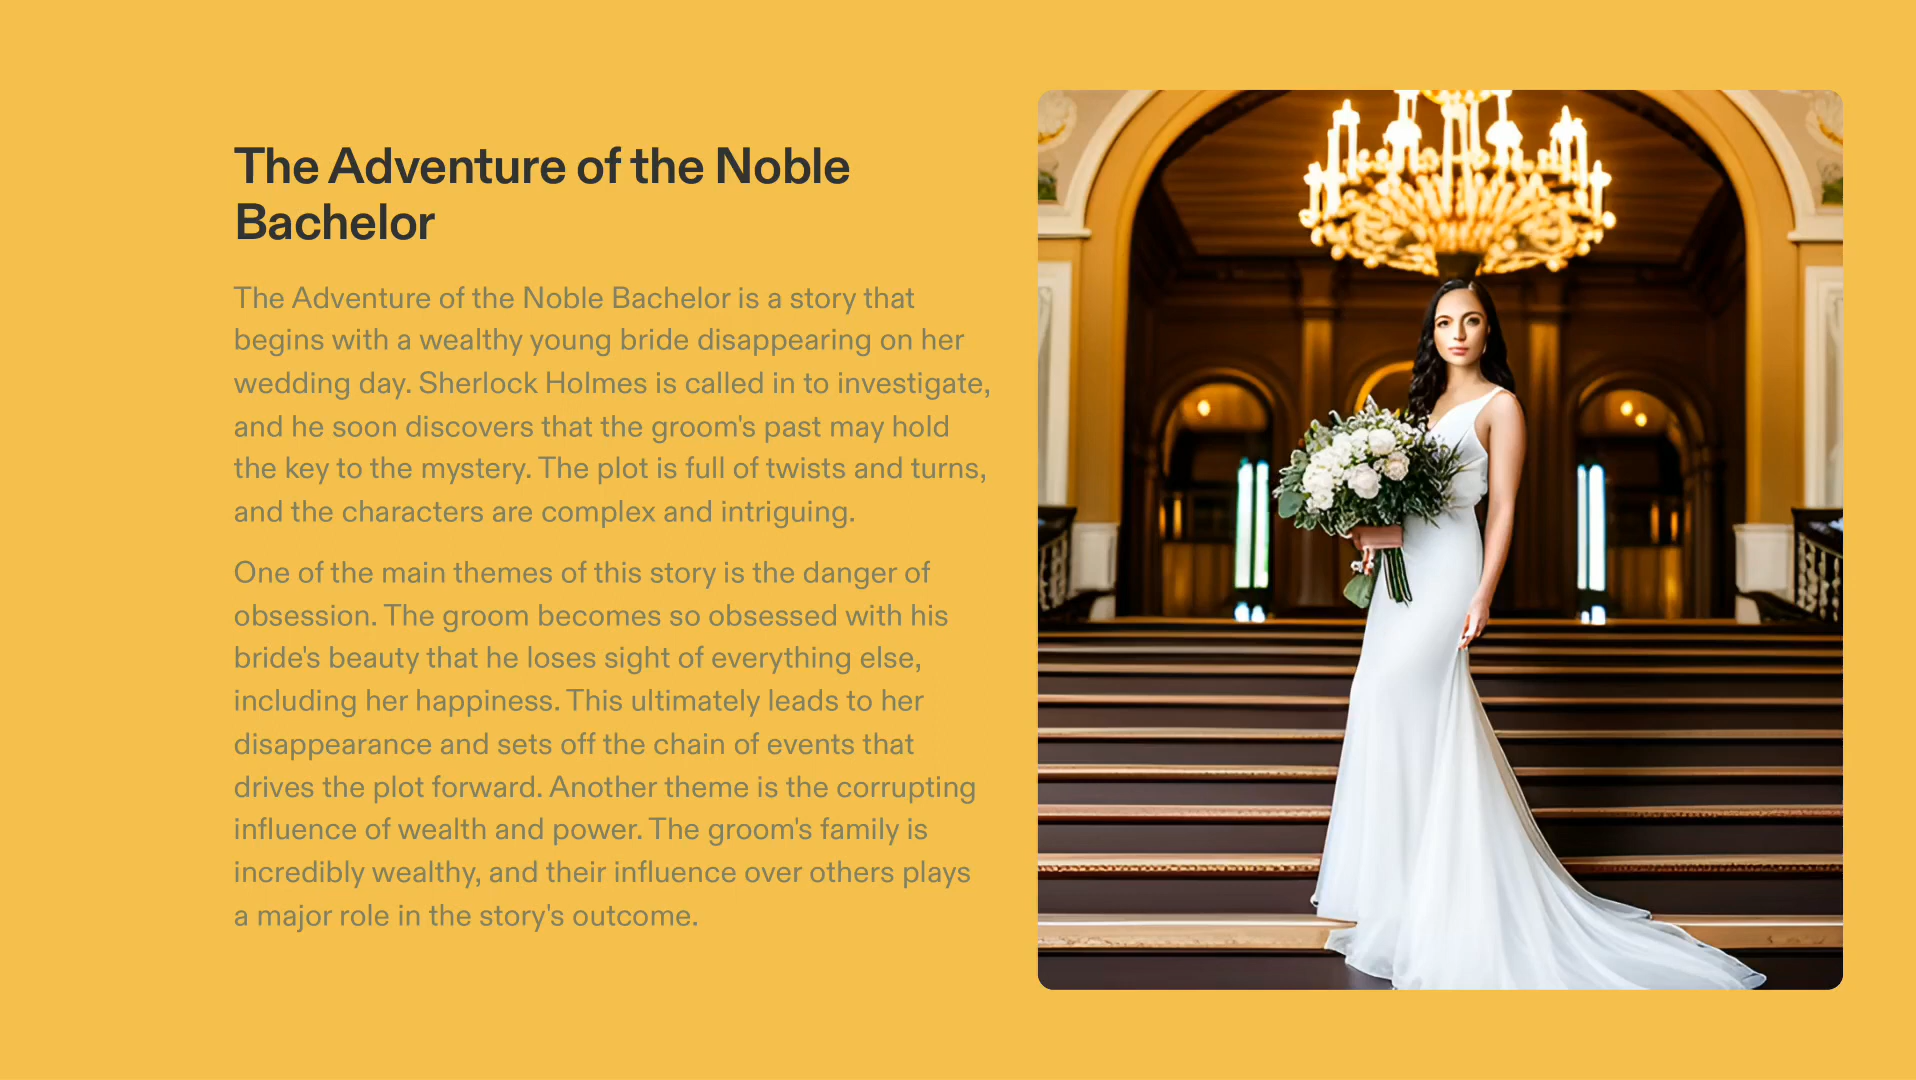 The Adventure of the Noble
Bachelor
The Adventure of the Noble Bachelor is a story that
begins with a wealthy young bride disappearing on her
wedding day. Sherlock Holmes is called in to investigate,
and he soon discovers that the groom's past may hold
the key to the mystery. The plot is full of twists and turns,
and the characters are complex and intriguing.
One of the main themes of this story is the danger of
obsession. The groom becomes so obsessed with his
bride's beauty that he loses sight of everything else,
including her happiness. This ultimately leads to her
disappearance and sets off the chain of events that
drives the plot forward. Another theme is the corrupting
influence of wealth and power. The groom's family is
incredibly wealthy, and their influence over others plays
a major role in the story's outcome.